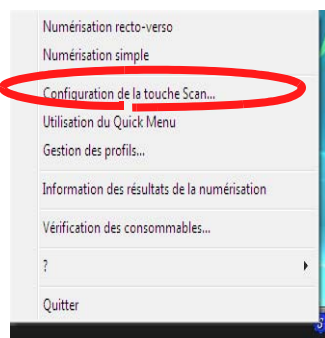 Numérisation recto-verso
Numérisation simple
Configuration de la touche Scan...
Utilisation du Quick Menu
Gestion des profils...
Information des résultats de la numérisation
Vérification des consommables...
?
Quitter
S